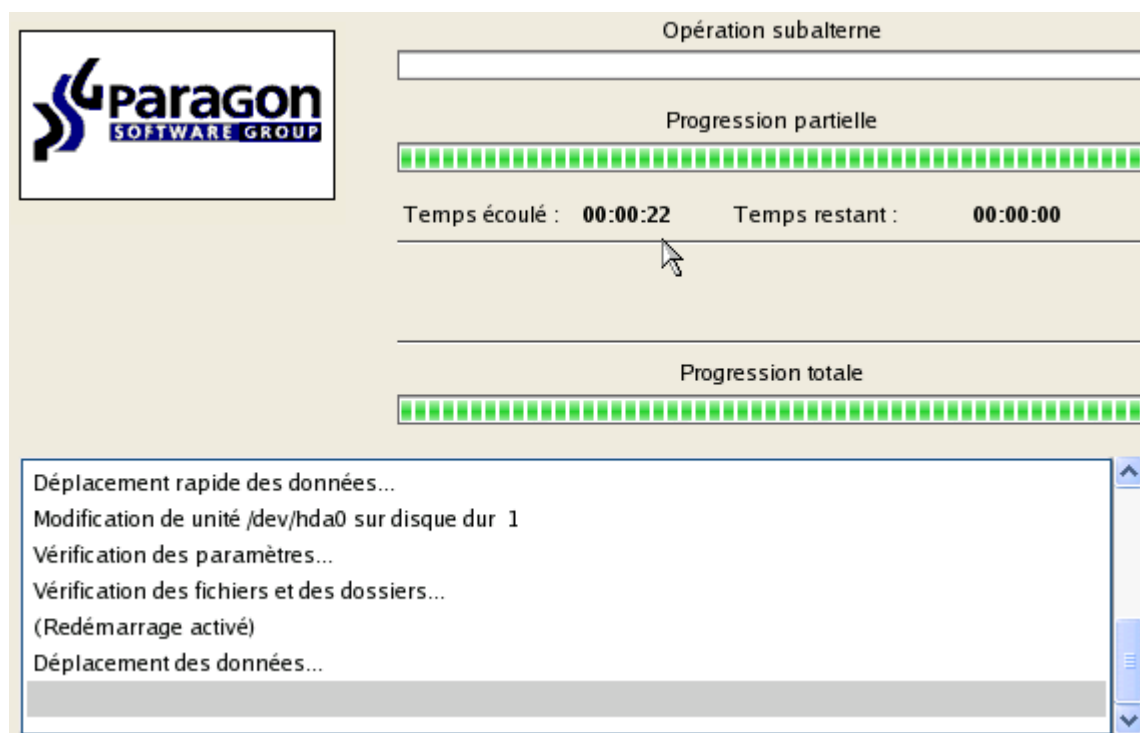 Paragon
SOFTWARE GROUP
Opération subalterne
Progression partielle
Temps écoulé : 00:00:22 Temps restant : 00:00:00
Progression totale
Déplacement rapide des données...
Modification de unité /dev/hda0 sur disque dur 1
Vérification des paramètres...
Vérification des fichiers et des dossiers...
(Redémarrage activé)
Déplacement des données...